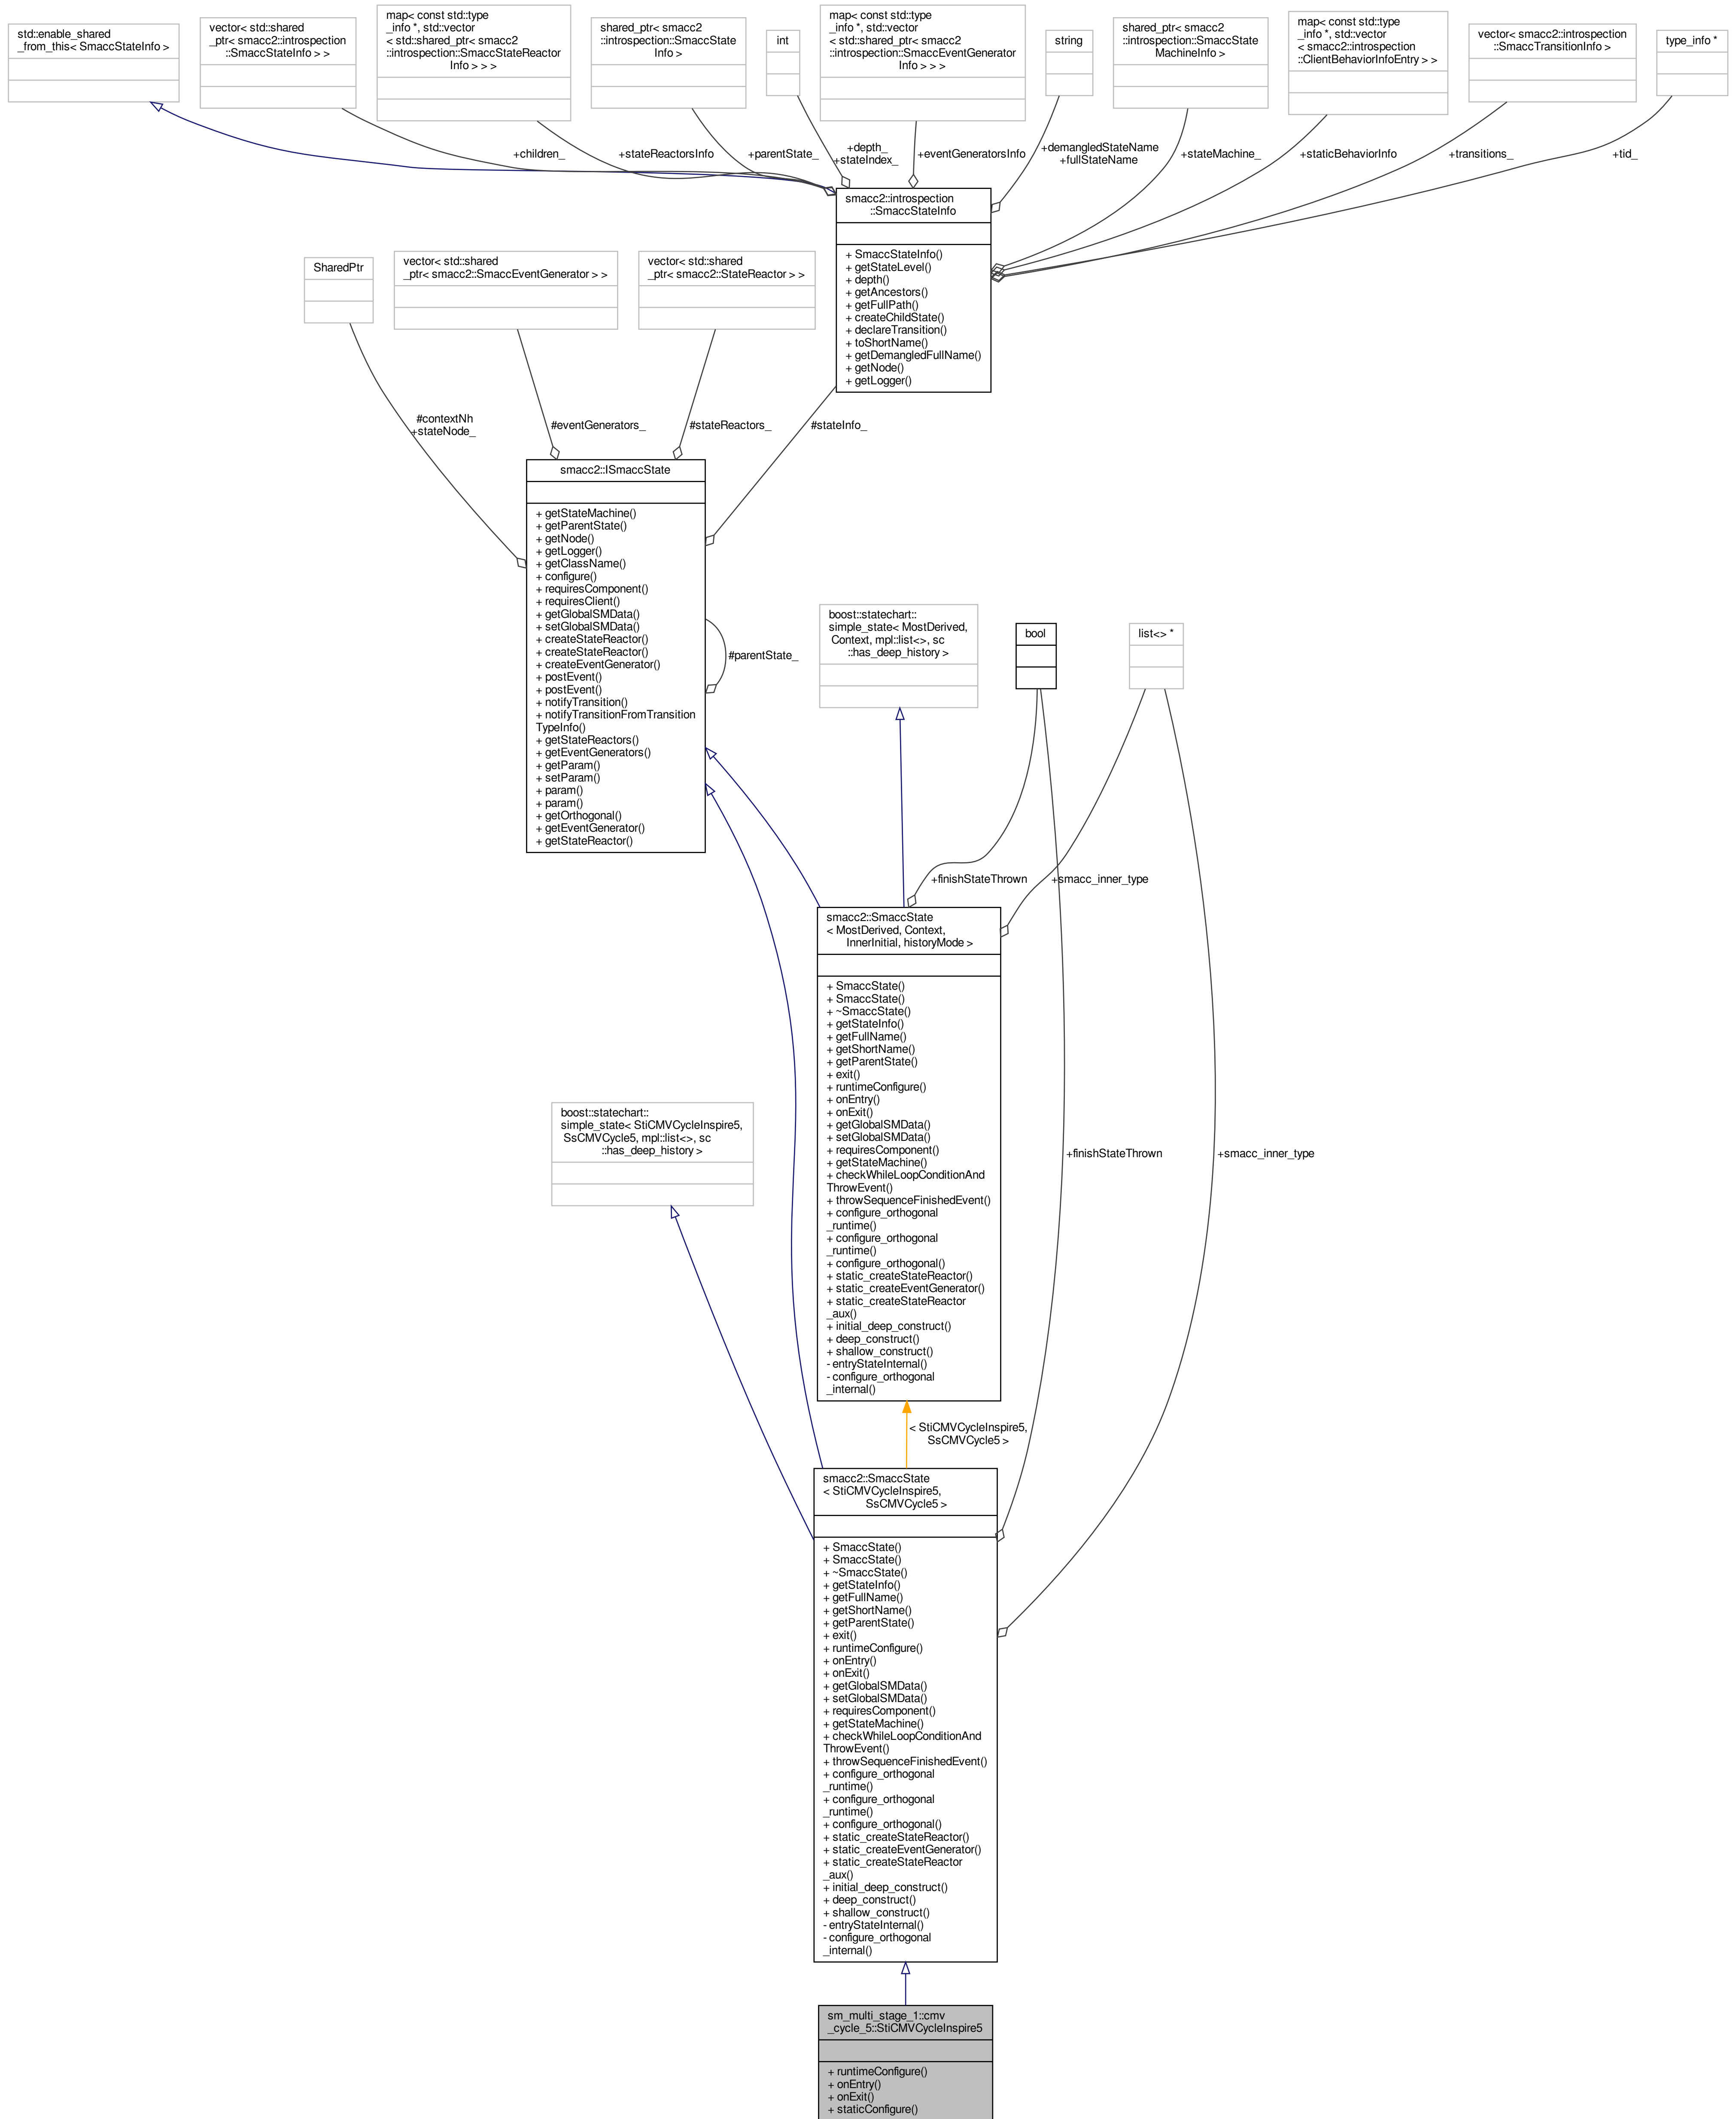 std::enable_shared
_from_this< SmaccStateInfo >
vector< std::shared
_ptr< smacc2::introspection
::SmaccStateInfo > >
map< const std::type
_info *, std::vector
< std::shared_ptr< smacc2
::introspection::SmaccStateReactor
Info > > >
shared_ptr< smacc2
::introspection::SmaccState
Info >
int
map< const std::type
_info *, std::vector
< std::shared_ptr< smacc2
::introspection::SmaccEventGenerator
Info > > >
string
shared_ptr< smacc2
::introspection::SmaccState
MachineInfo >
map< const std::type
_info *, std::vector
< smacc2::introspection
::ClientBehaviorInfoEntry > >
vector< smacc2::introspection
::SmaccTransitionInfo >
type_info *
+children_
+stateReactorsInfo
+parentState_
+depth_
+stateIndex_
+eventGeneratorsInfo
+demangledStateName
+fullStateName
+stateMachine_
+staticBehaviorInfo
+transitions_
+tid_
smacc2::introspection
::SmaccStateInfo
+ SmaccStateInfo()
+ getStateLevel()
+ depth()
+ getAncestors()
+ getFullPath()
+ createChildState()
+ declareTransition()
+ toShortName()
+ getDemangledFullName()
+ getNode()
+ getLogger()
SharedPtr
vector< std::shared
_ptr< smacc2::SmaccEventGenerator > >
vector< std::shared
_ptr< smacc2::StateReactor > >
#contextNh
+stateNode_
#eventGenerators_
#stateReactors_
#stateInfo_
smacc2::ISmaccState
+ getStateMachine()
+ getParentState()
+ getNode()
+ getLogger()
+ getClassName()
+ configure()
+ requiresComponent()
+ requiresClient()
+ getGlobalSMData()
+ setGlobalSMData()
+ createStateReactor()
+ createStateReactor()
+ createEventGenerator()
+ postEvent()
+ postEvent()
+ notifyTransition()
+ notifyTransitionFromTransition
TypeInfo()
+ getStateReactors()
+ getEventGenerators()
+ getParam()
+ setParam()
+ param()
+ param()
+ getOrthogonal()
+ getEventGenerator()
+ getStateReactor()
#parentState_
boost::statechart::
simple_state< MostDerived,
Context, mpl::list<>, sc
::has_deep_history >
bool
list<> *
+finishStateThrown
+smacc_inner_type
smacc2::SmaccState
< MostDerived, Context,
InnerInitial, historyMode >
+ SmaccState()
+ SmaccState()
+ ~SmaccState()
+ getStateInfo()
+ getFullName()
+ getShortName()
+ getParentState()
+ exit()
+ runtimeConfigure()
+ onEntry()
+ onExit()
+ getGlobalSMData()
+ setGlobalSMData()
+ requiresComponent()
+ getStateMachine()
+ checkWhileLoopConditionAnd
ThrowEvent()
+ throwSequenceFinishedEvent()
+ configure_orthogonal
_runtime()
+ configure_orthogonal
_runtime()
+ configure_orthogonal()
+ static_createStateReactor()
+ static_createEventGenerator()
+ static_createStateReactor
_aux()
+ initial_deep_construct()
+ deep_construct()
+ shallow_construct()
- entryStateInternal()
- configure_orthogonal
_internal()
boost::statechart::
simple_state< StiCMVCycleInspire5,
SsCMVCycle5, mpl::list<>, sc
::has_deep_history >
+finishStateThrown
+smacc_inner_type
< StiCMVCycleInspire5,
SsCMVCycle5 >
smacc2::SmaccState
< StiCMVCycleInspire5,
SsCMVCycle5 >
+ SmaccState()
+ SmaccState()
+ ~SmaccState()
+ getStateInfo()
+ getFullName()
+ getShortName()
+ getParentState()
+ exit()
+ runtimeConfigure()
+ onEntry()
+ onExit()
+ getGlobalSMData()
+ setGlobalSMData()
+ requiresComponent()
+ getStateMachine()
+ checkWhileLoopConditionAnd
ThrowEvent()
+ throwSequenceFinishedEvent()
+ configure_orthogonal
_runtime()
+ configure_orthogonal
_runtime()
+ configure_orthogonal()
+ static_createStateReactor()
+ static_createEventGenerator()
+ static_createStateReactor
_aux()
+ initial_deep_construct()
+ deep_construct()
+ shallow_construct()
- entryStateInternal()
- configure_orthogonal
_internal()
sm_multi_stage_1::cmv
_cycle_5::StiCMVCycleInspire5
+ runtimeConfigure()
+ onEntry()
+ onExit()
+ staticConfigure()